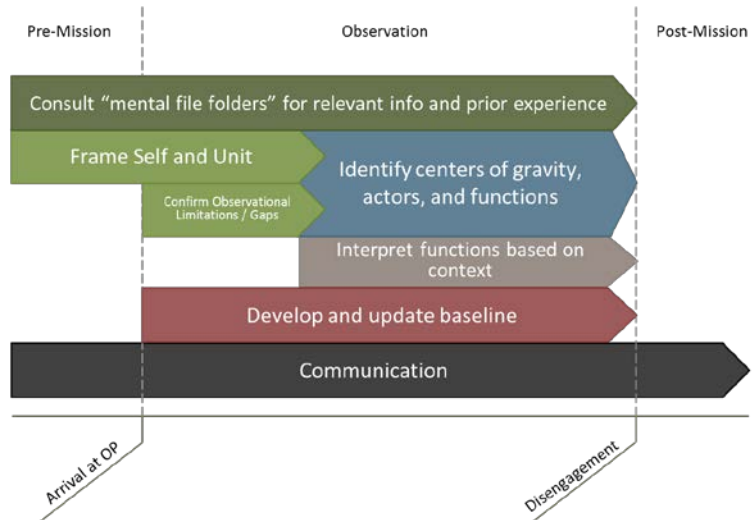 Pre-Mission
Observation
Post-Mission
Consult “mental file folders” for relevant info and prior experience
Frame Self and Unit
Identify centers of gravity,
actors, and functions
Confirm Observational
Limitations / Gaps
Interpret functions based on
context
Develop and update baseline
Communication
Arrival at OP
Disengagement